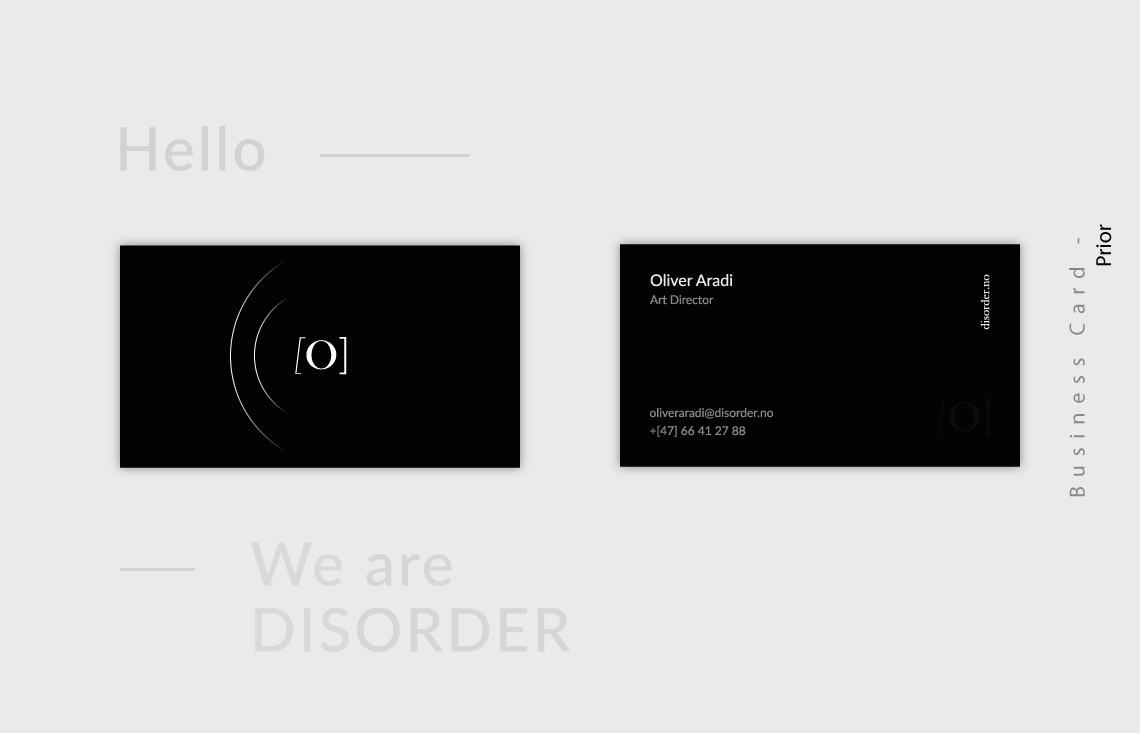 Hello
[O]
Oliver Aradi
Art Director
disorder.no
oliveraradi@disorder.no
+[47] 66 41 27 88
[O]
Business Card -
Prior
We are
DISORDER